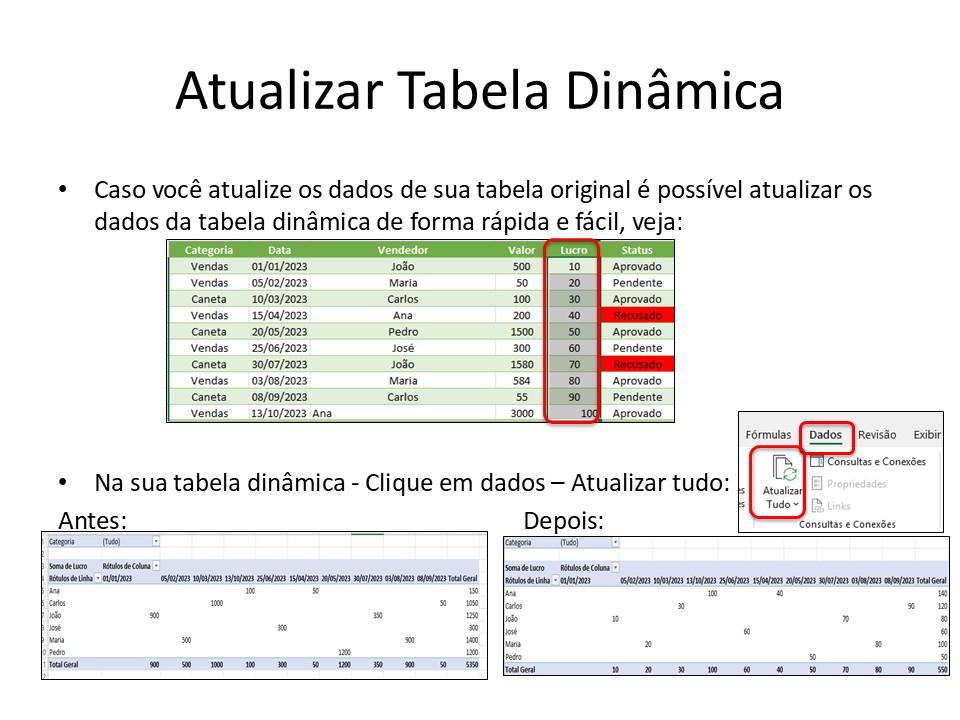 Atualizar Tabela Dinâmica
• Caso você atualize os dados de sua tabela original é possível atualizar os
dados da tabela dinâmica de forma rápida e fácil, veja:
Categoria Data Vendedor Valor Lucro Status
Vendas 01/01/2023 João 500 10 Aprovado
Vendas 05/02/2023 Maria 50 20 Pendente
Caneta 10/03/2023 Carlos 100 30 Aprovado
Vendas 15/04/2023 Ana 200 40 Recusado
Caneta 20/05/2023 Pedro 1500 50 Aprovado
Vendas 25/06/2023 José 300 60 Pendente
Caneta 30/07/2023 João 1580 70 Recusado
Vendas 03/08/2023 Maria 584 80 Aprovado
Caneta 08/09/2023 Carlos 55 90 Pendente
Vendas 13/10/2023 Ana 3000 100 Aprovado
Fórmulas Dados Revisão Exibir
Atualizar
Tudo
Consultas e Conexões
Propriedades
Links
Consultas e Conexões
• Na sua tabela dinâmica - Clique em dados – Atualizar tudo:
Antes:
Categoria (Tudo)
Soma de Lucro Rótulos de Coluna
Rótulos de Linha 01/01/2023 05/02/2023 10/03/2023 13/10/2023 25/06/2023 15/04/2023 20/05/2023 30/07/2023 03/08/2023 08/09/2023 Total Geral
Ana 100 50 150
Carlos 1000 50 1050
João 900 350 1250
José 300 300
Maria 500 900 1400
Pedro 1200 1200
Total Geral 900 500 1000 100 300 50 1200 350 900 50 5350
Depois:
Categoria (Tudo)
Soma de Lucro Rótulos de Coluna
Rótulos de Linha 01/01/2023 05/02/2023 10/03/2023 13/10/2023 25/06/2023 15/04/2023 20/05/2023 30/07/2023 03/08/2023 08/09/2023 Total Geral
Ana 100 40 140
Carlos 30 90 120
João 10 70 80
José 60 60
Maria 20 80 100
Pedro 50 50
Total Geral 10 20 30 100 60 40 50 70 80 90 550